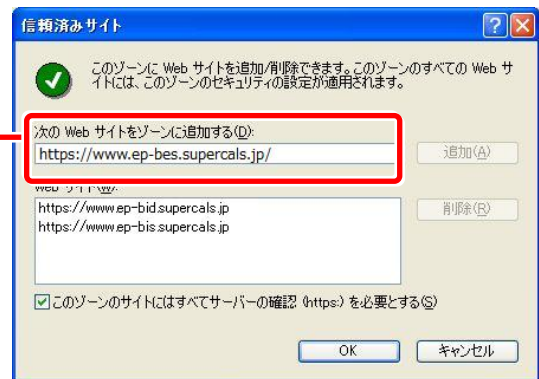 信頼済みサイト
このゾーンに Web サイトを追加/削除できます。このゾーンのすべての Web サ
イトには、このゾーンのセキュリティの設定が適用されます。
次の Web サイトをゾーンに追加する(D):
https://www.ep-bes.supercals.jp/
追加(A)
Web サイト(W):
https://www.ep-bid.supercals.jp
https://www.ep-bis.supercals.jp
削除(R)
このゾーンのサイトにはすべてサーバーの確認 (https:) を必要とする(S)
OK
キャンセル